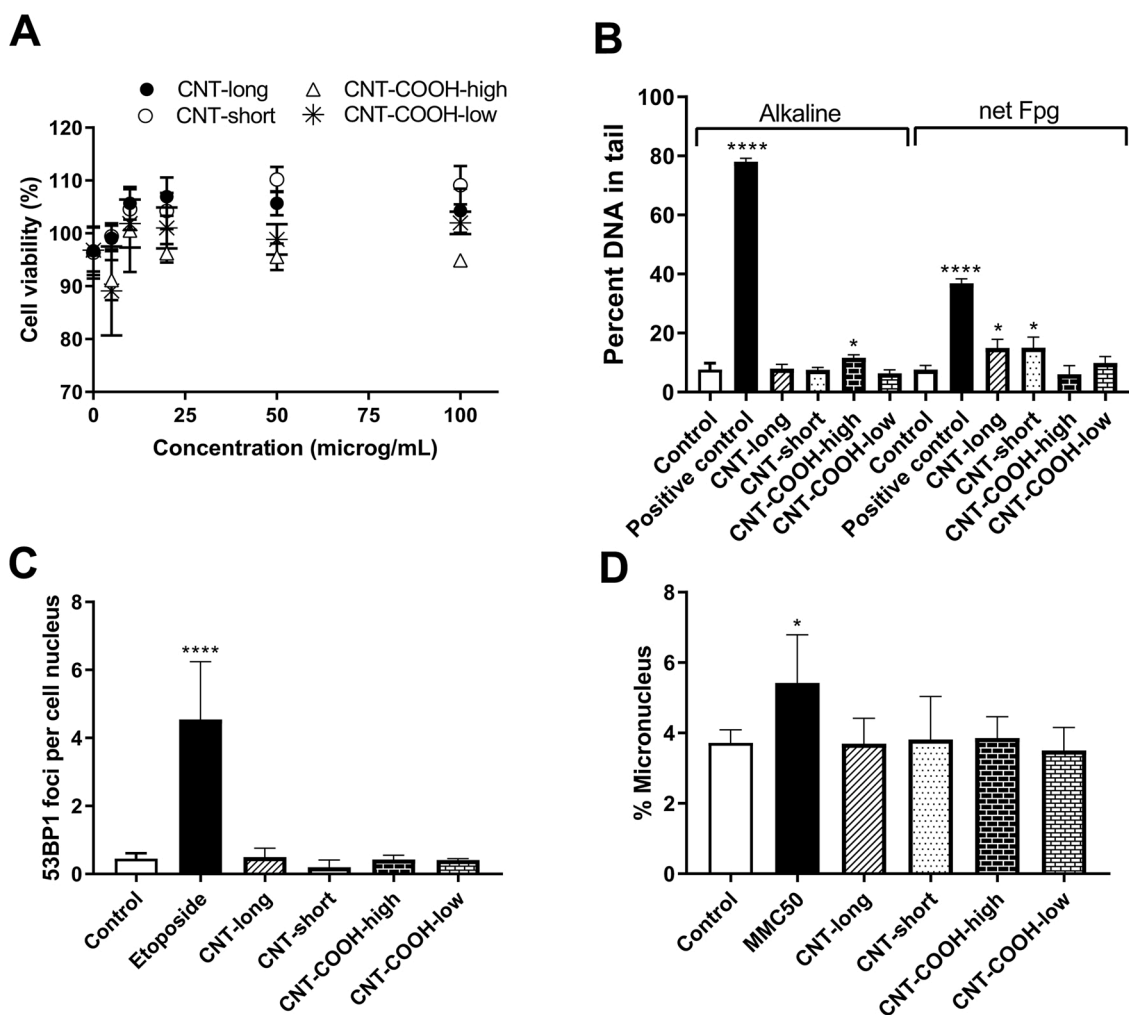 A
CNT-long
CNT-COOH-high
CNT-short
CNT-COOH-low
120
110
100
90
80
70
Cell viability (%)
0
25
50
75
100
Concentration (microg/mL)
B
Alkaline
net Fpg
100
80
60
40
20
0
Percent DNA in tail
****
*
****
*
*
Control
Positive control
CNT-long
CNT-short
CNT-COOH-high
CNT-COOH-low
Control
Positive control
CNT-long
CNT-short
CNT-COOH-high
CNT-COOH-low
C
8
6
4
2
0
53BP1 foci per cell nucleus
****
Control
Etoposide
CNT-long
CNT-short
CNT-COOH-high
CNT-COOH-low
D
8
6
4
2
0
% Micronucleus
*
Control
MMC50
CNT-long
CNT-short
CNT-COOH-high
CNT-COOH-low